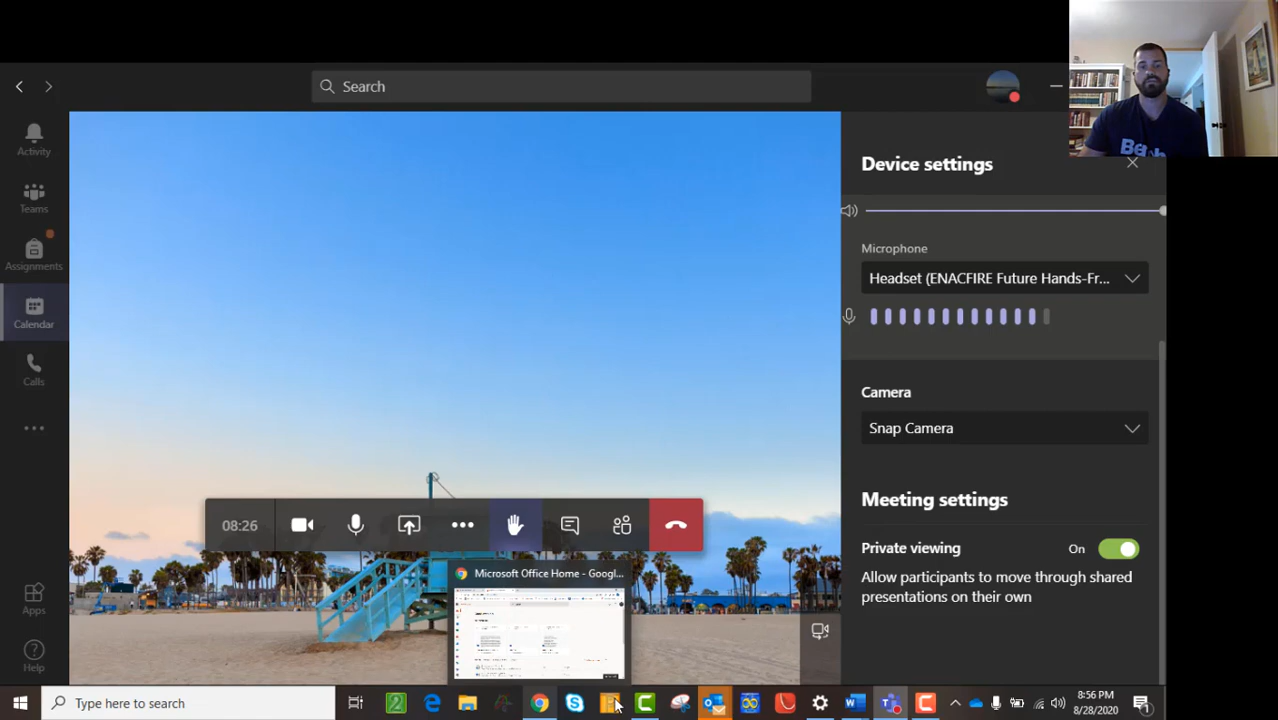 Search
Activity
Teams
Assignments
Calendar
Calls
Apps
Help
Device settings
Microphone
Headset (ENACFIRE Future Hands-Fr...
Camera
Snap Camera
Meeting settings
Private viewing
On
Allow participants to move through shared
presentations on their own
08:26
Microsoft Office Home - Googl...
Type here to search
8:56 PM
8/28/2020